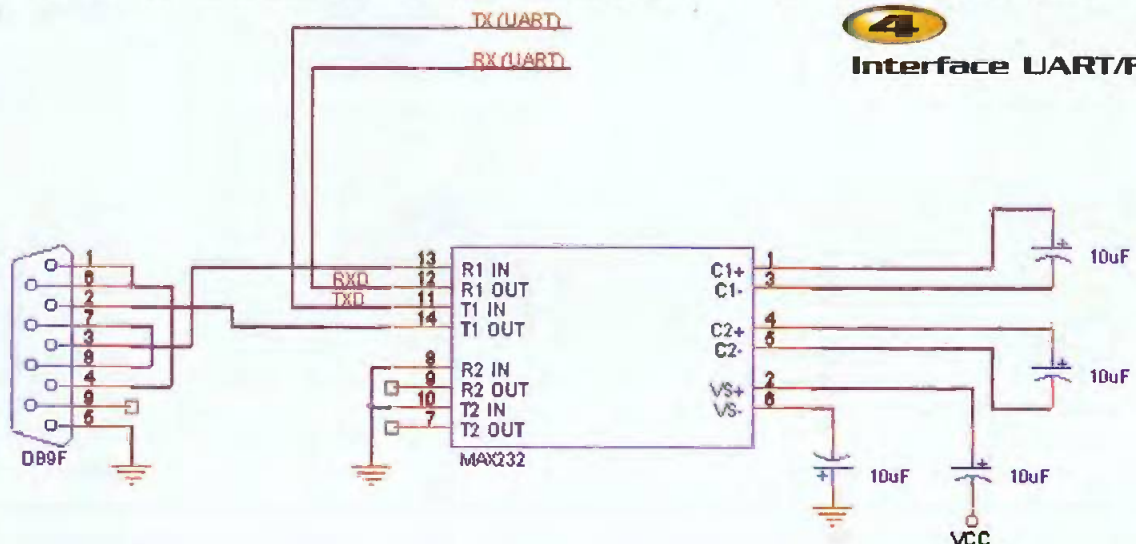 TX (UART)
RX (UART)
4
Interface UART/
1
6
2
7
3
8
4
9
5
DB9F
RXD
TXD
13 R1 IN
12 R1 OUT
11 T1 IN
14 T1 OUT
8 R2 IN
9 R2 OUT
10 T2 IN
7 T2 OUT
MAX232
C1+ 1
C1- 3
C2+ 4
C2- 5
VS+ 2
VS- 6
+ 10uF
+ 10uF
+ 10uF
+ 10uF
VCC